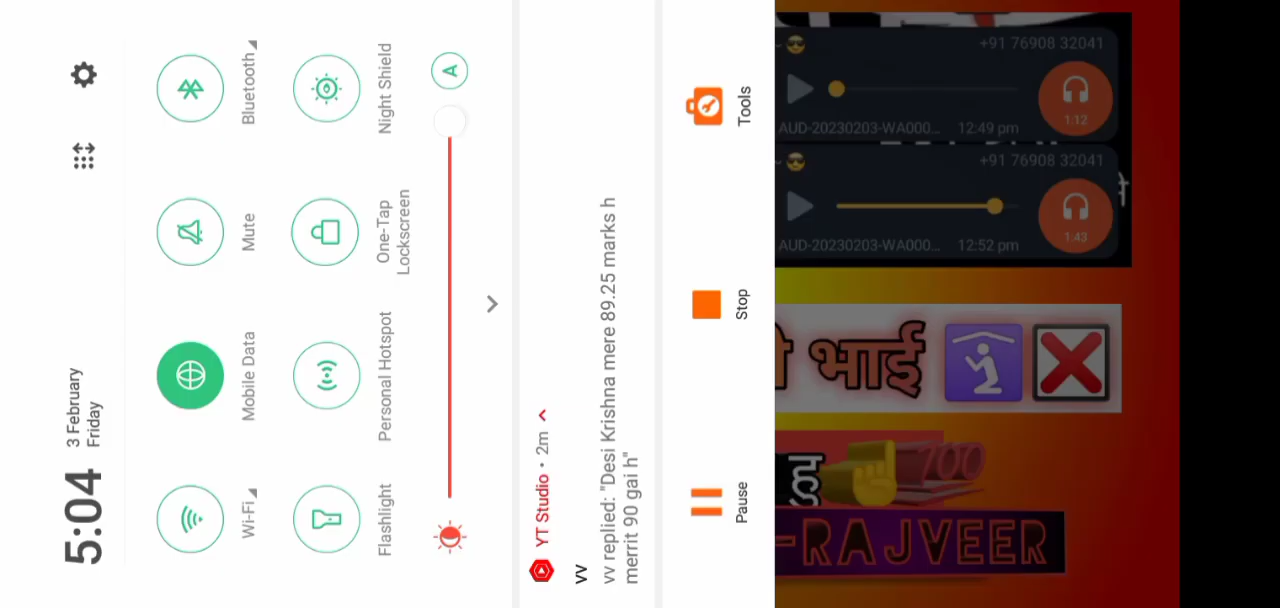 5:04
3 February
Friday
Wi-Fi
Mobile Data
Mute
Bluetooth
Flashlight
Personal Hotspot
One-Tap
Lockscreen
Night Shield
A
YT Studio • 2m
vv
vv replied: "Desi Krishna mere 89.25 marks h
merrit 90 gai h"
Pause
Stop
Tools
+91 76908 32041
1:12
AUD-20230203-WA000... 12:49 pm
+91 76908 32041
1:43
AUD-20230203-WA000... 12:52 pm
भाई
हु
700
-RAJVEER